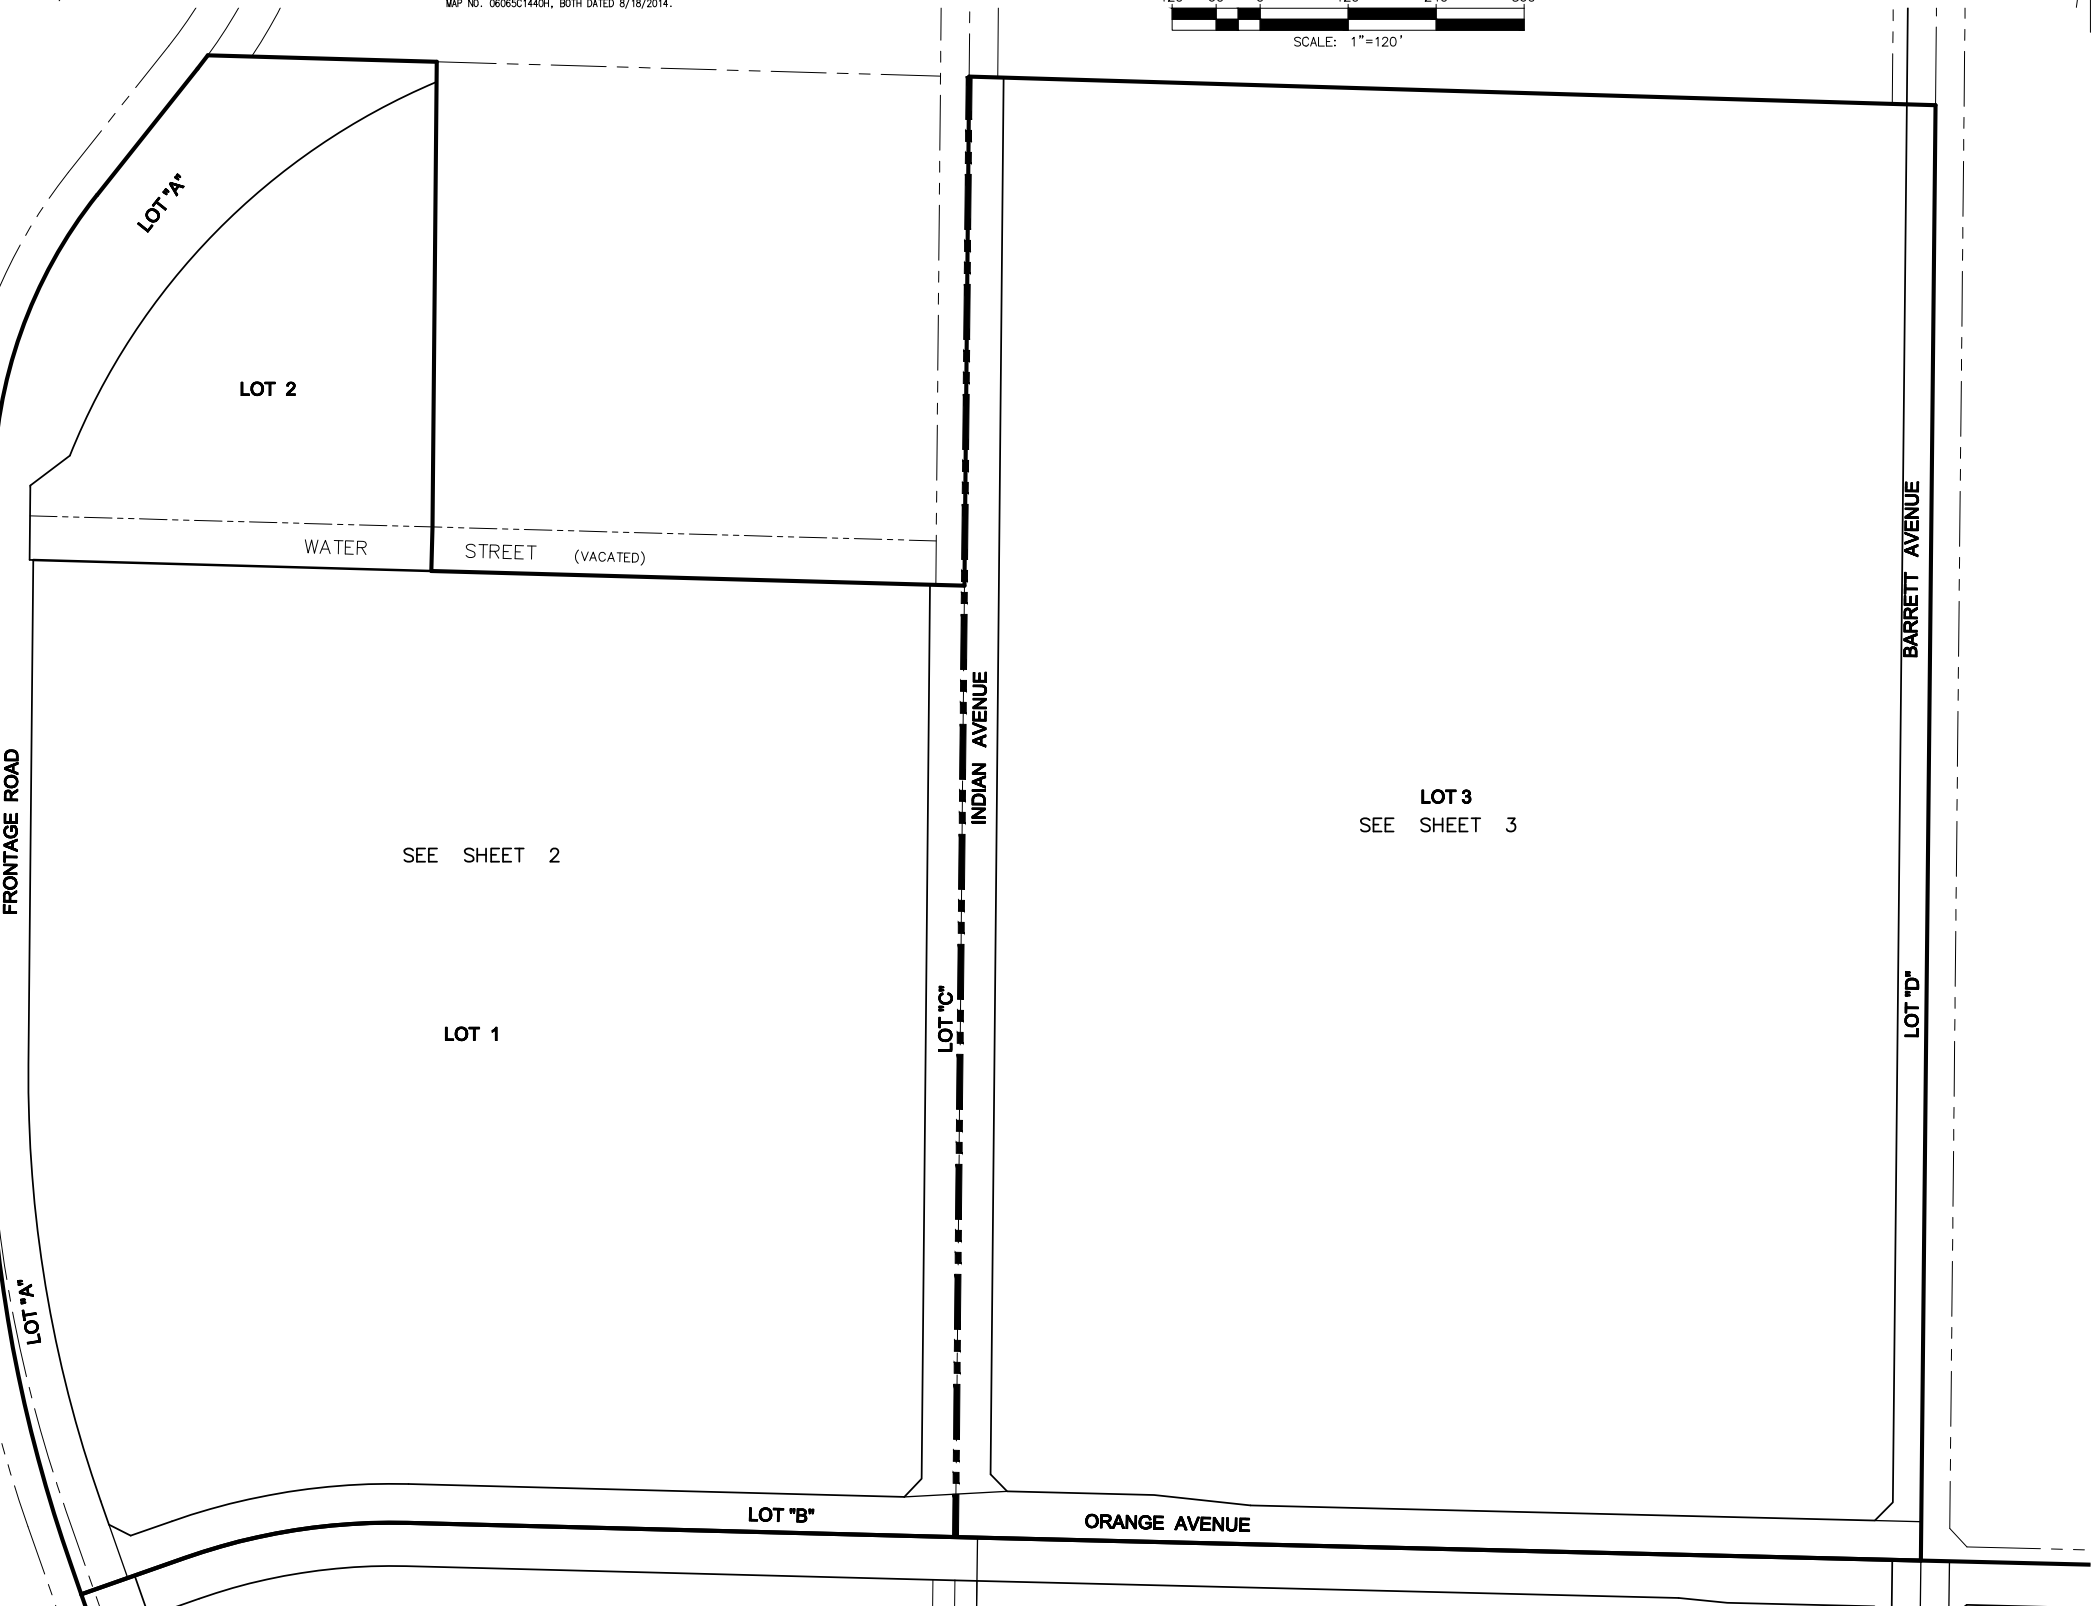 MAP NO. 06065C1440H, BOTH DATED 8/18/2014.
SCALE: 1"=120'
LOT "A"
LOT 2
WATER STREET (VACATED)
BARRETT AVENUE
INDIAN AVENUE
FRONTAGE ROAD
LOT 3
SEE SHEET 3
SEE SHEET 2
LOT "C"
LOT "D"
LOT 1
LOT "A"
LOT "B"
ORANGE AVENUE